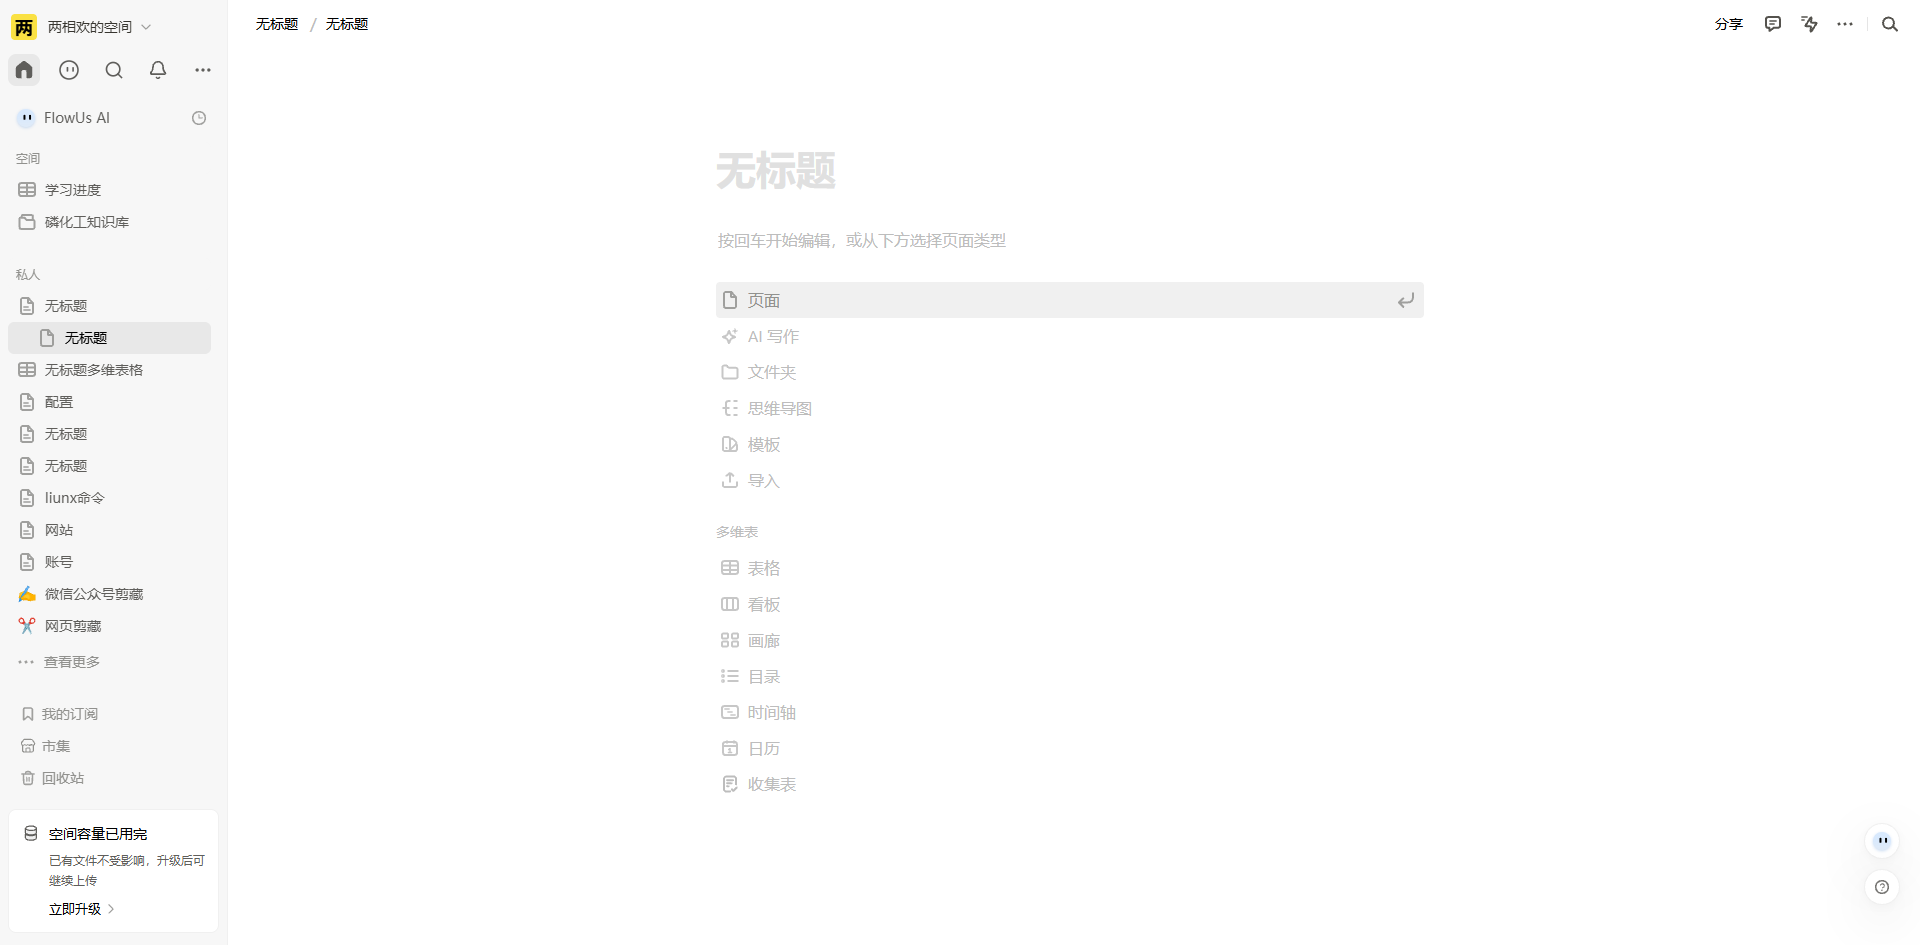 两 两相欢的空间
FlowUs AI
空间
学习进度
磷化工知识库
私人
无标题
无标题
无标题多维表格
配置
无标题
无标题
liunx命令
网站
账号
微信公众号剪藏
网页剪藏
查看更多
我的订阅
市集
回收站
空间容量已用完
已有文件不受影响，升级后可
继续上传
立即升级
无标题 / 无标题
分享
无标题
按回车开始编辑，或从下方选择页面类型
页面
AI 写作
文件夹
思维导图
模板
导入
多维表
表格
看板
画廊
目录
时间轴
日历
收集表